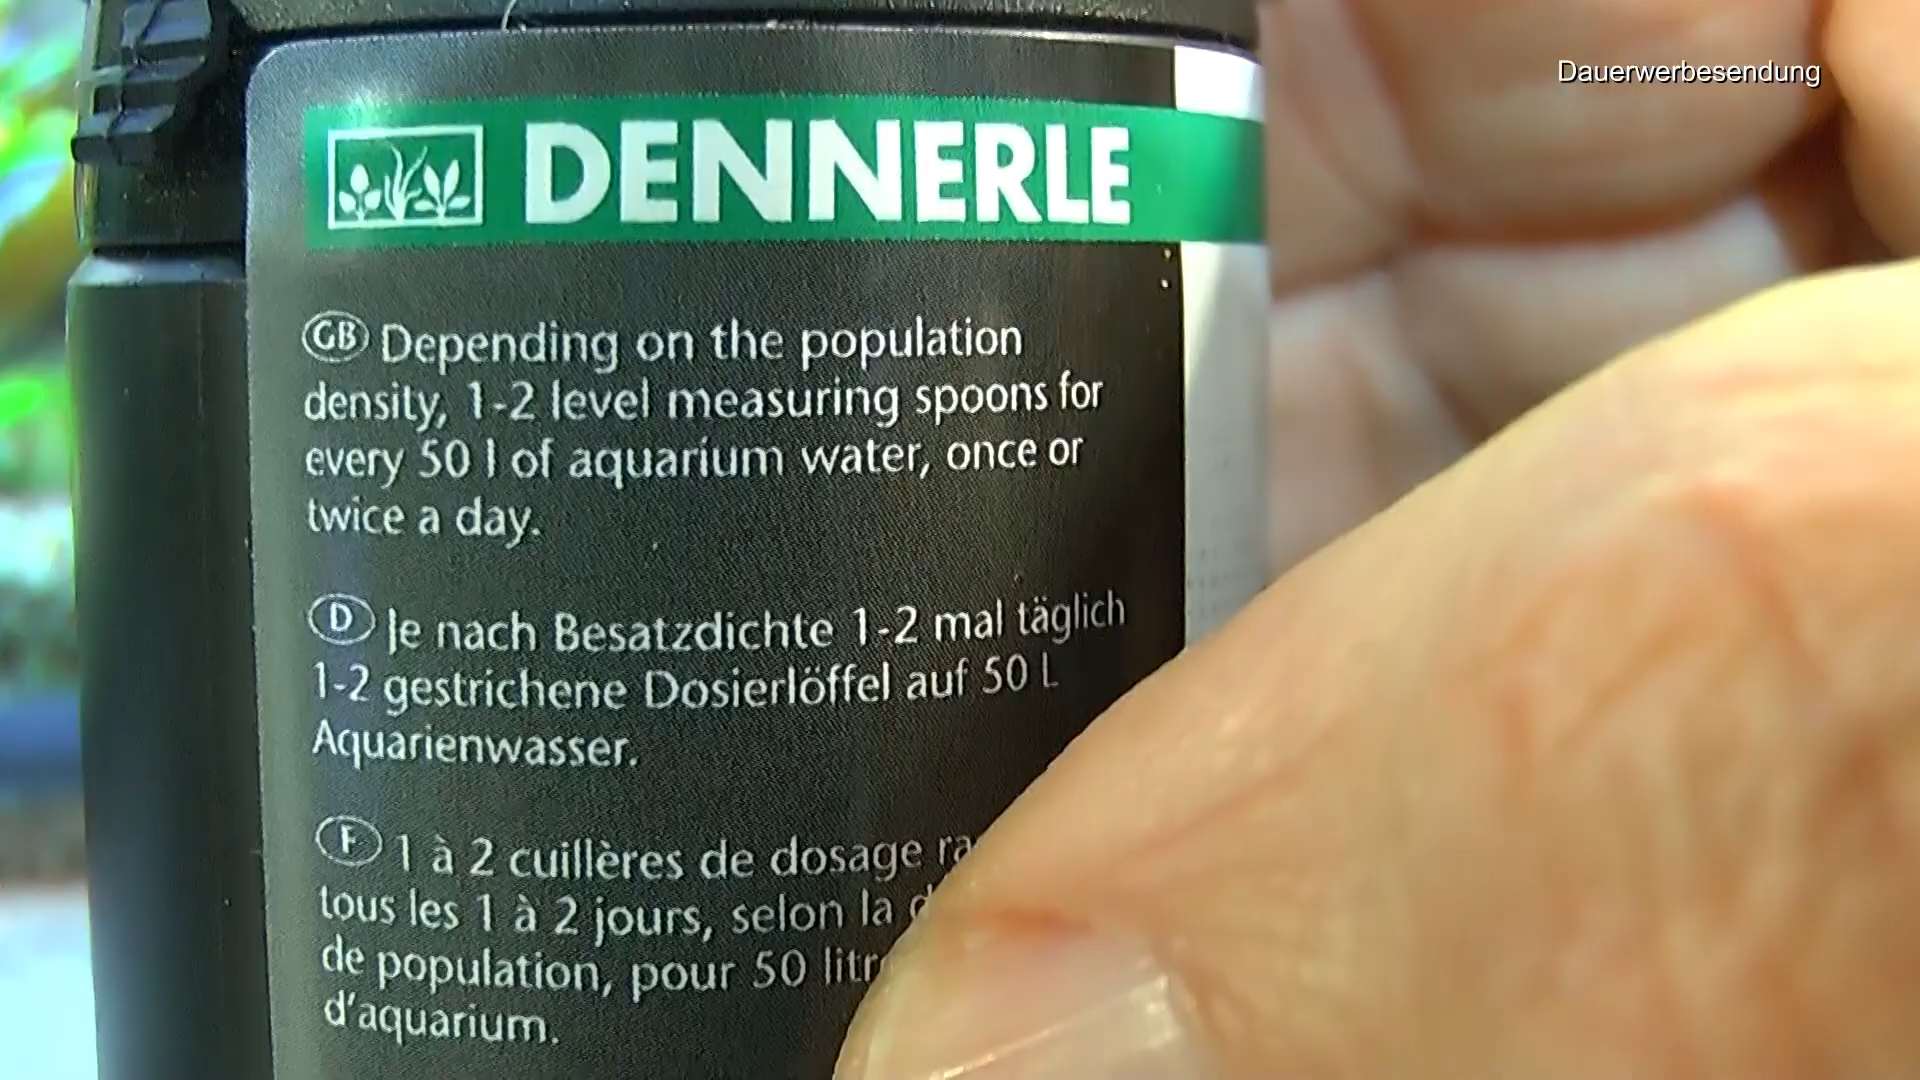 Dauerwerbesendung
DENNERLE
GB Depending on the population
density, 1-2 level measuring spoons for
every 50 l of aquarium water, once or
twice a day.
D Je nach Besatzdichte 1-2 mal täglich
1-2 gestrichene Dosierlöffel auf 50 L
Aquarienwasser.
F 1 à 2 cuillères de dosage
tous les 1 à 2 jours, selon la
de population, pour 50
d'aquarium.